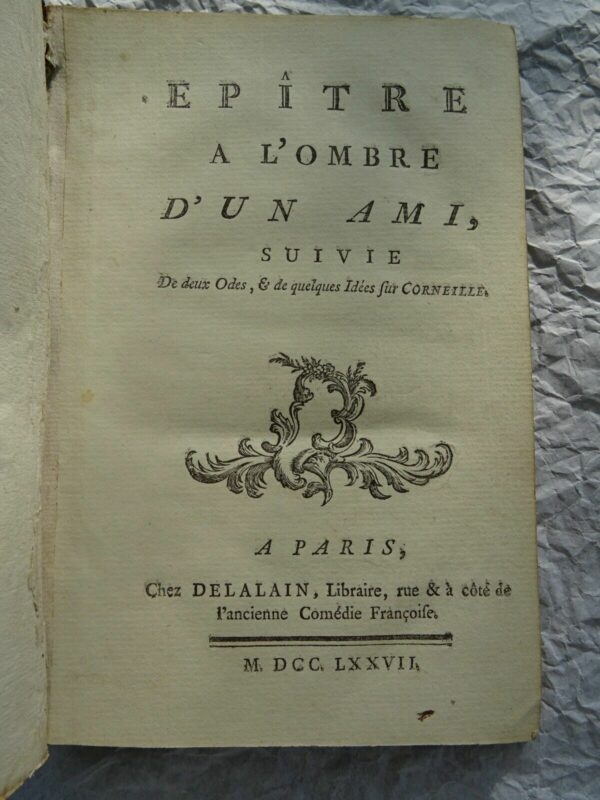 EPÎTRE
A L'OMBRE
D'UN AMI,
SUIVIE
De deux Odes, & de quelques Idées ſur CORNEILLE.
A PARIS,
Chez DELALAIN, Libraire, rue & à côté de
l'ancienne Comédie Françoiſe.
M. DCC. LXXVII.